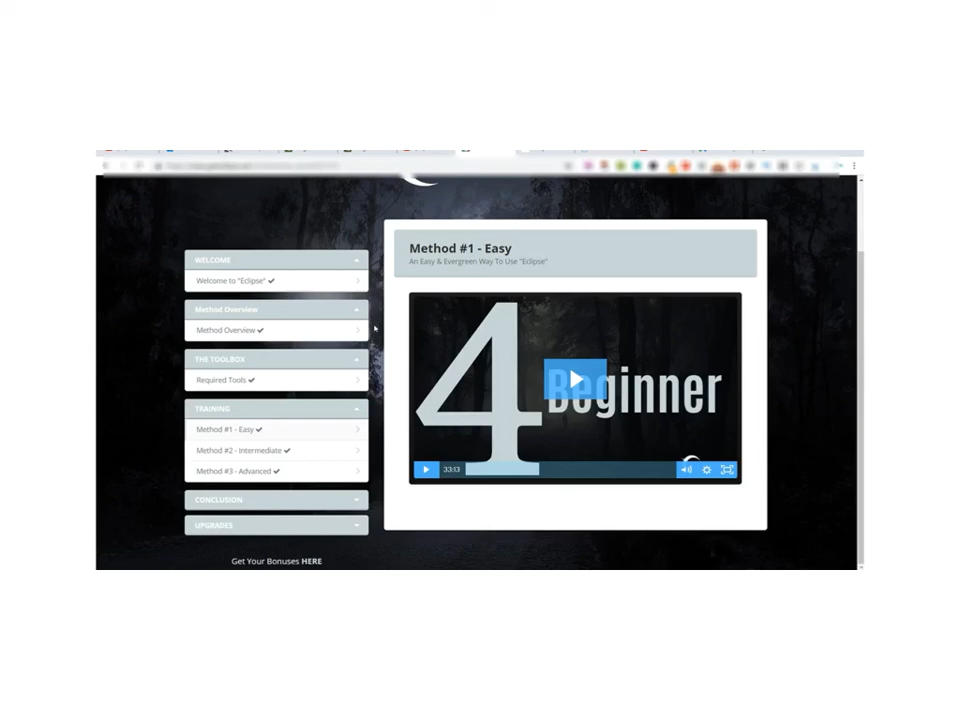 WELCOME
Welcome to "Eclipse"
Method Overview
Method Overview
THE TOOLBOX
Required Tools
TRAINING
Method #1 - Easy
Method #2 - Intermediate
Method #3 - Advanced
CONCLUSION
UPGRADES
Get Your Bonuses HERE
Method #1 - Easy
An Easy & Evergreen Way To Use "Eclipse"
4
Beginner
33:13